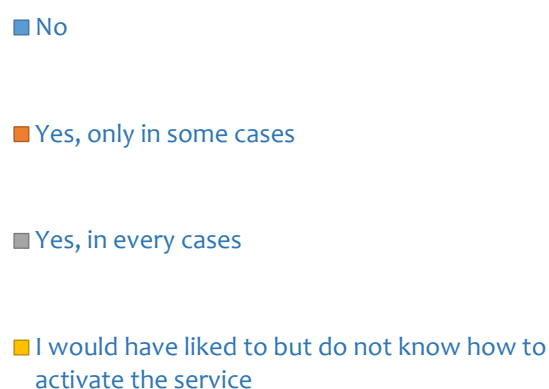 No
Yes, only in some cases
Yes, in every cases
I would have liked to but do not know how to
activate the service